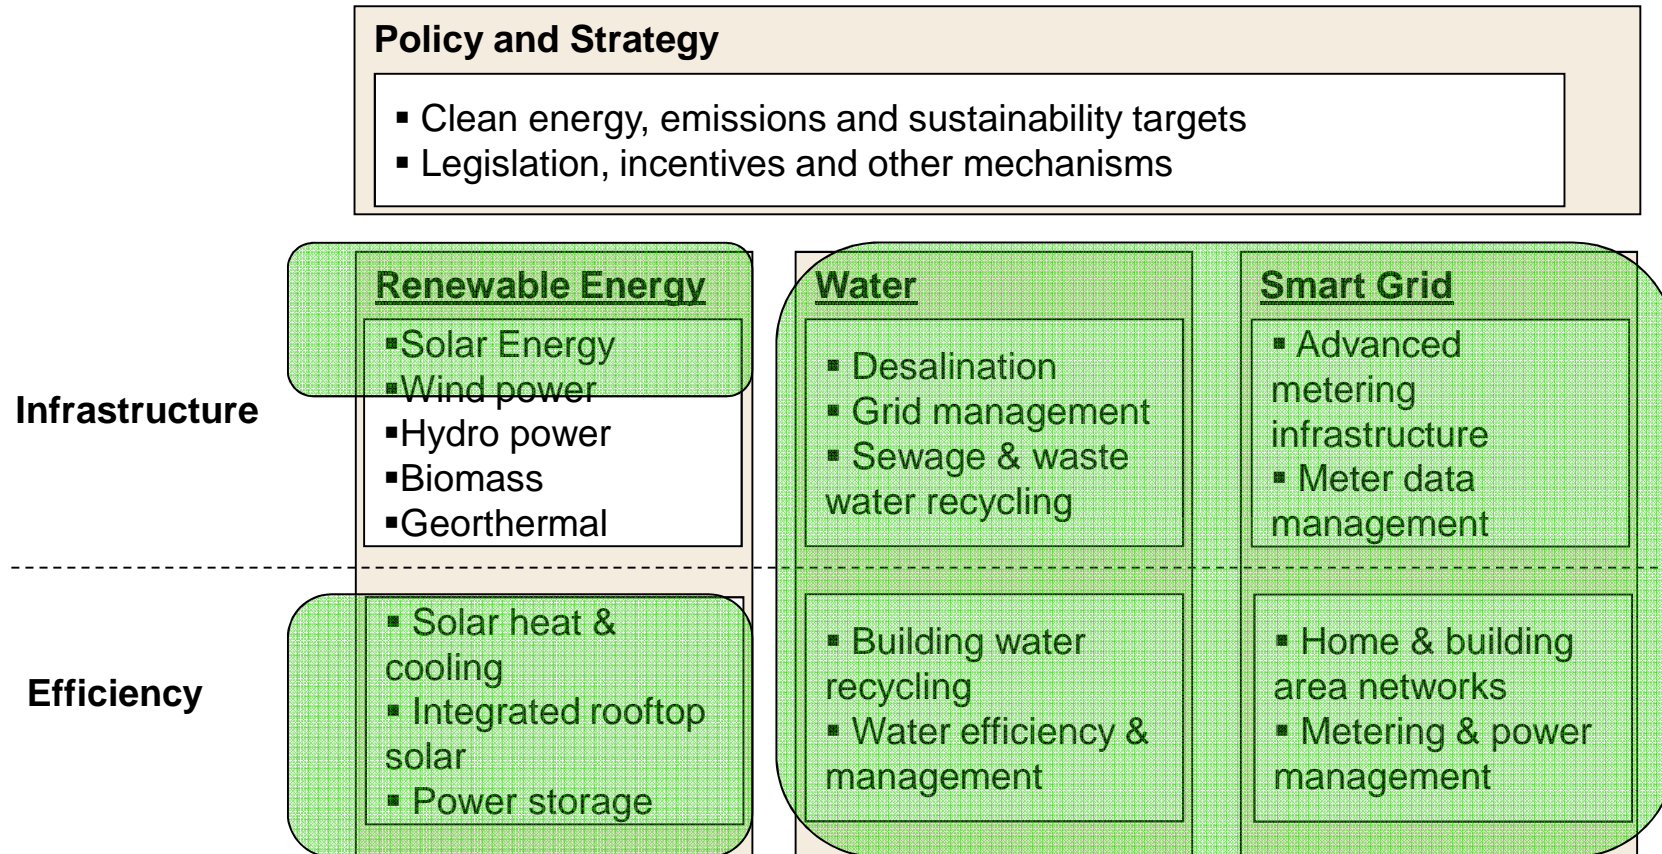 Policy and Strategy
▪ Clean energy, emissions and sustainability targets
▪ Legislation, incentives and other mechanisms
Infrastructure
Renewable Energy
▪Solar Energy
▪Wind power
▪Hydro power
▪Biomass
▪Georthermal
Water
▪ Desalination
▪ Grid management
▪ Sewage & waste
water recycling
Smart Grid
▪ Advanced
metering
infrastructure
▪ Meter data
management
Efficiency
▪ Solar heat &
cooling
▪ Integrated rooftop
solar
▪ Power storage
▪ Building water
recycling
▪ Water efficiency &
management
▪ Home & building
area networks
▪ Metering & power
management